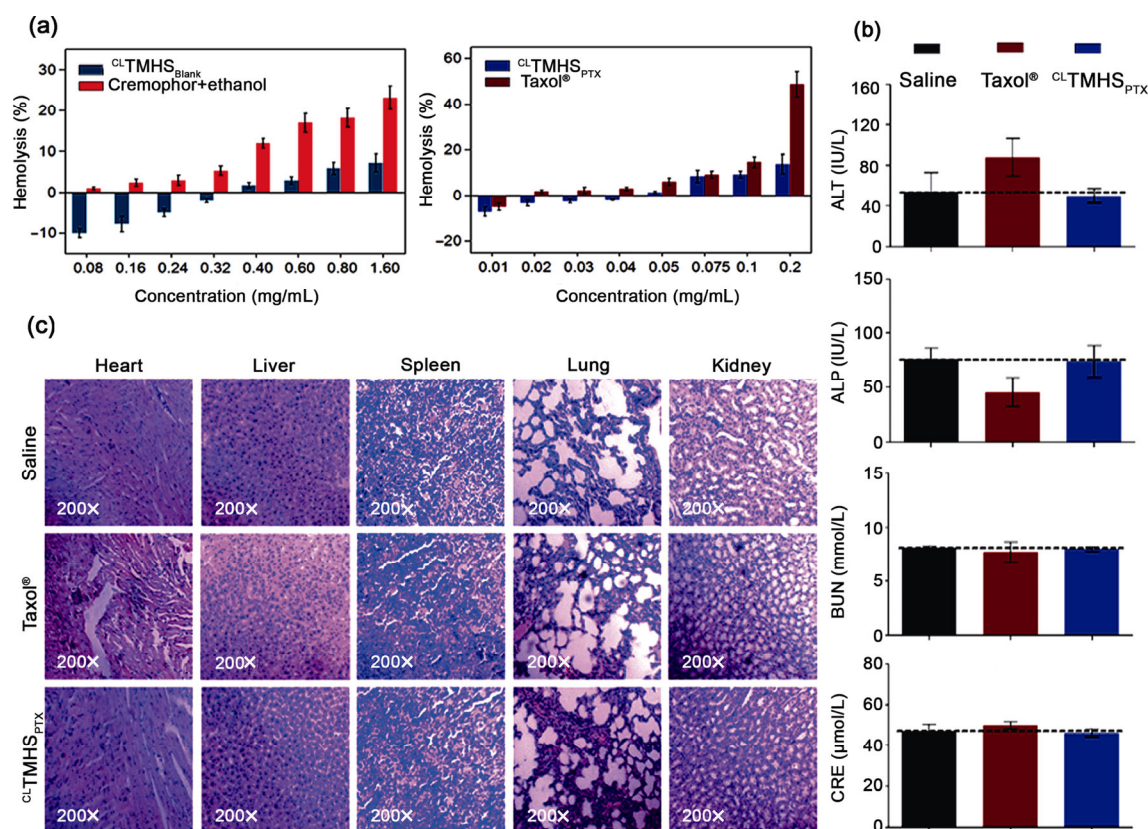 (a)
CLTMHSBlank
Cremophor+ethanol
Hemolysis (%)
30
20
10
0
−10
0.08 0.16 0.24 0.32 0.40 0.60 0.80 1.60
Concentration (mg/mL)
CLTMHSPTX
Taxol®
Hemolysis (%)
60
40
20
0
−20
0.01 0.02 0.03 0.04 0.05 0.075 0.1 0.2
Concentration (mg/mL)
(b)
Saline Taxol® CLTMHSPTX
ALT (IU/L)
160
120
80
40
0
ALP (IU/L)
150
100
50
0
BUN (mmol/L)
15
10
5
0
CRE (μmol/L)
80
60
40
20
0
(c)
Heart Liver Spleen Lung Kidney
Saline
200× 200× 200× 200× 200×
Taxol®
200× 200× 200× 200× 200×
CLTMHSPTX
200× 200× 200× 200× 200×